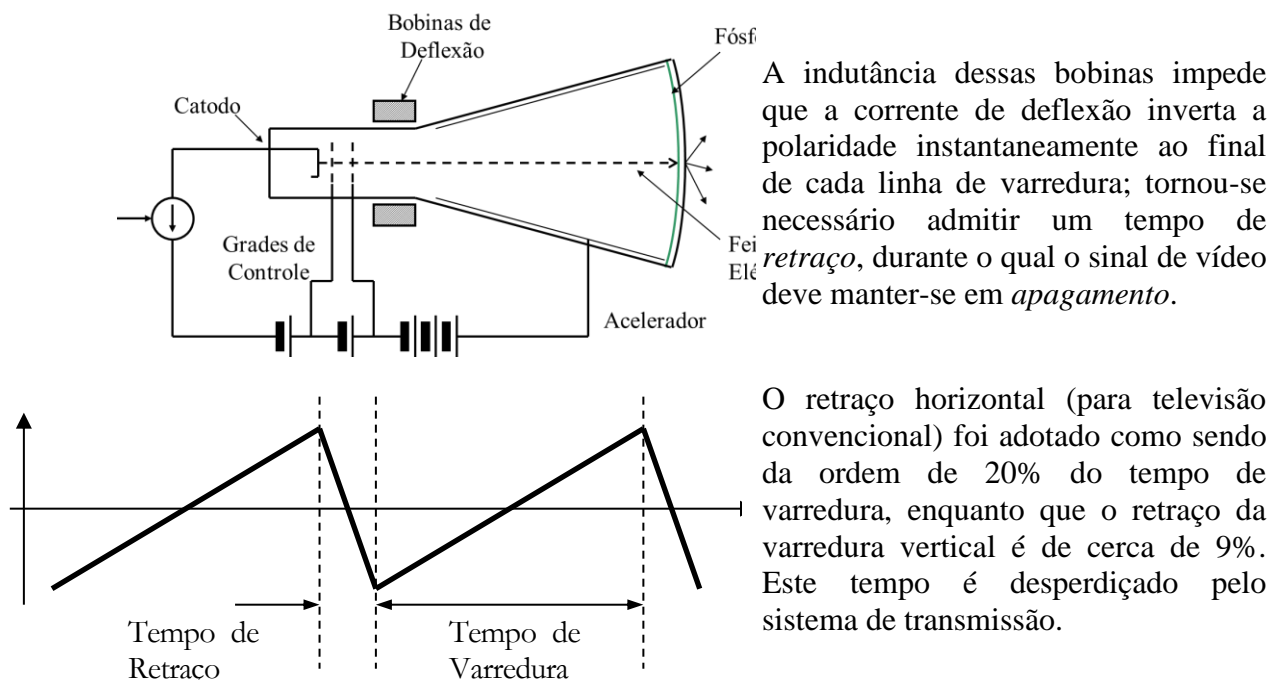 Bobinas de
Deflexão
Fósf
Catodo
Grades de
Controle
Fei
Elé
Acelerador
A indutância dessas bobinas impede
que a corrente de deflexão inverta a
polaridade instantaneamente ao final
de cada linha de varredura; tornou-se
necessário admitir um tempo de
retraço, durante o qual o sinal de vídeo
deve manter-se em apagamento.
O retraço horizontal (para televisão
convencional) foi adotado como sendo
da ordem de 20% do tempo de
varredura, enquanto que o retraço da
varredura vertical é de cerca de 9%.
Este tempo é desperdiçado pelo
sistema de transmissão.
Tempo de
Retraço
Tempo de
Varredura